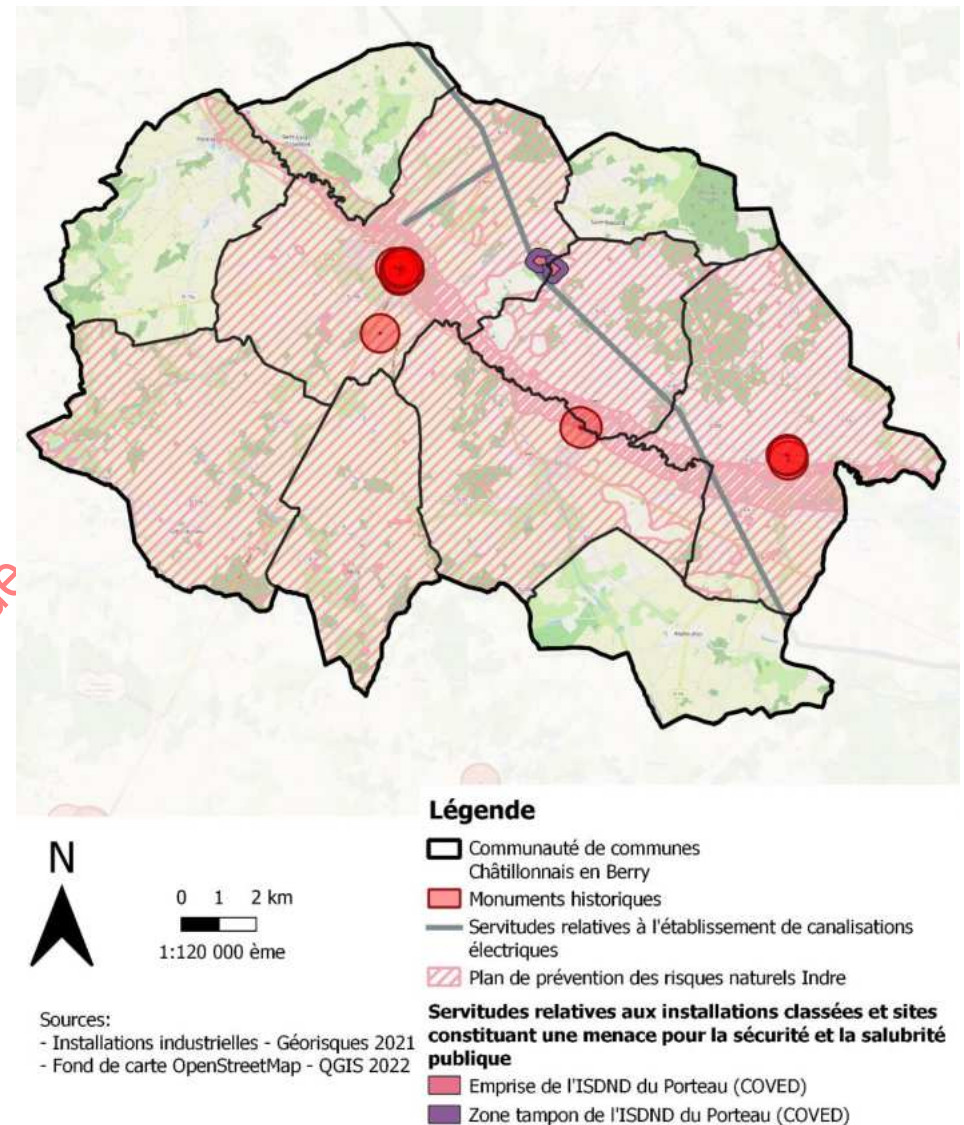 Légende
Communauté de communes
Châtillonnais en Berry
Monuments historiques
Servitudes relatives à l'établissement de canalisations
électriques
Plan de prévention des risques naturels Indre
Servitudes relatives aux installations classées et sites
constituant une menace pour la sécurité et la salubrité
publique
Emprise de l'ISDND du Porteau (COVED)
Zone tampon de l'ISDND du Porteau (COVED)
N
0 1 2 km
1:120 000 ème
Sources:
- Installations industrielles - Géorisques 2021
- Fond de carte OpenStreetMap - QGIS 2022